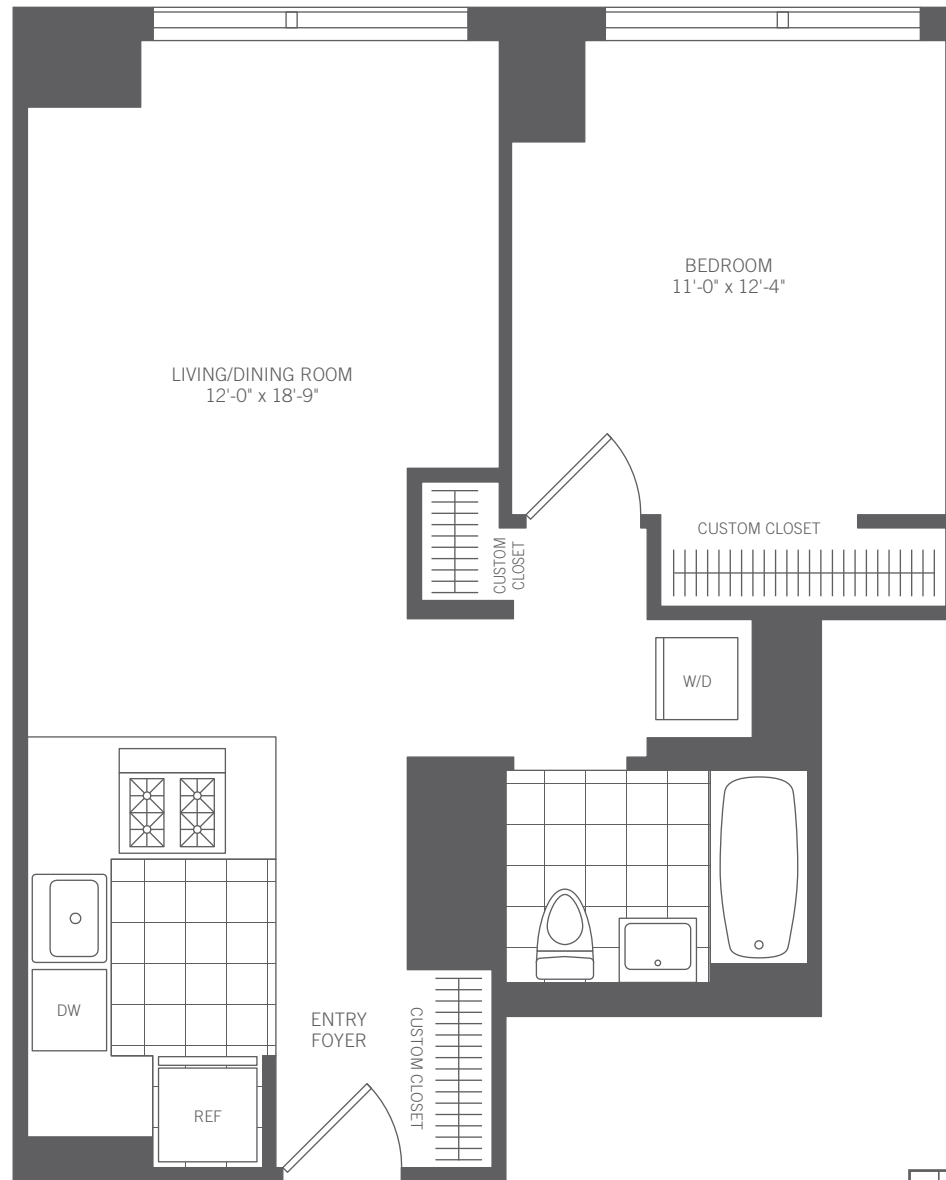 BEDROOM
11'-0" x 12'-4"
LIVING/DINING ROOM
12'-0" x 18'-9"
CUSTOM CLOSET
CUSTOM
CLOSET
W/D
DW
ENTRY
FOYER
CUSTOM CLOSET
REF